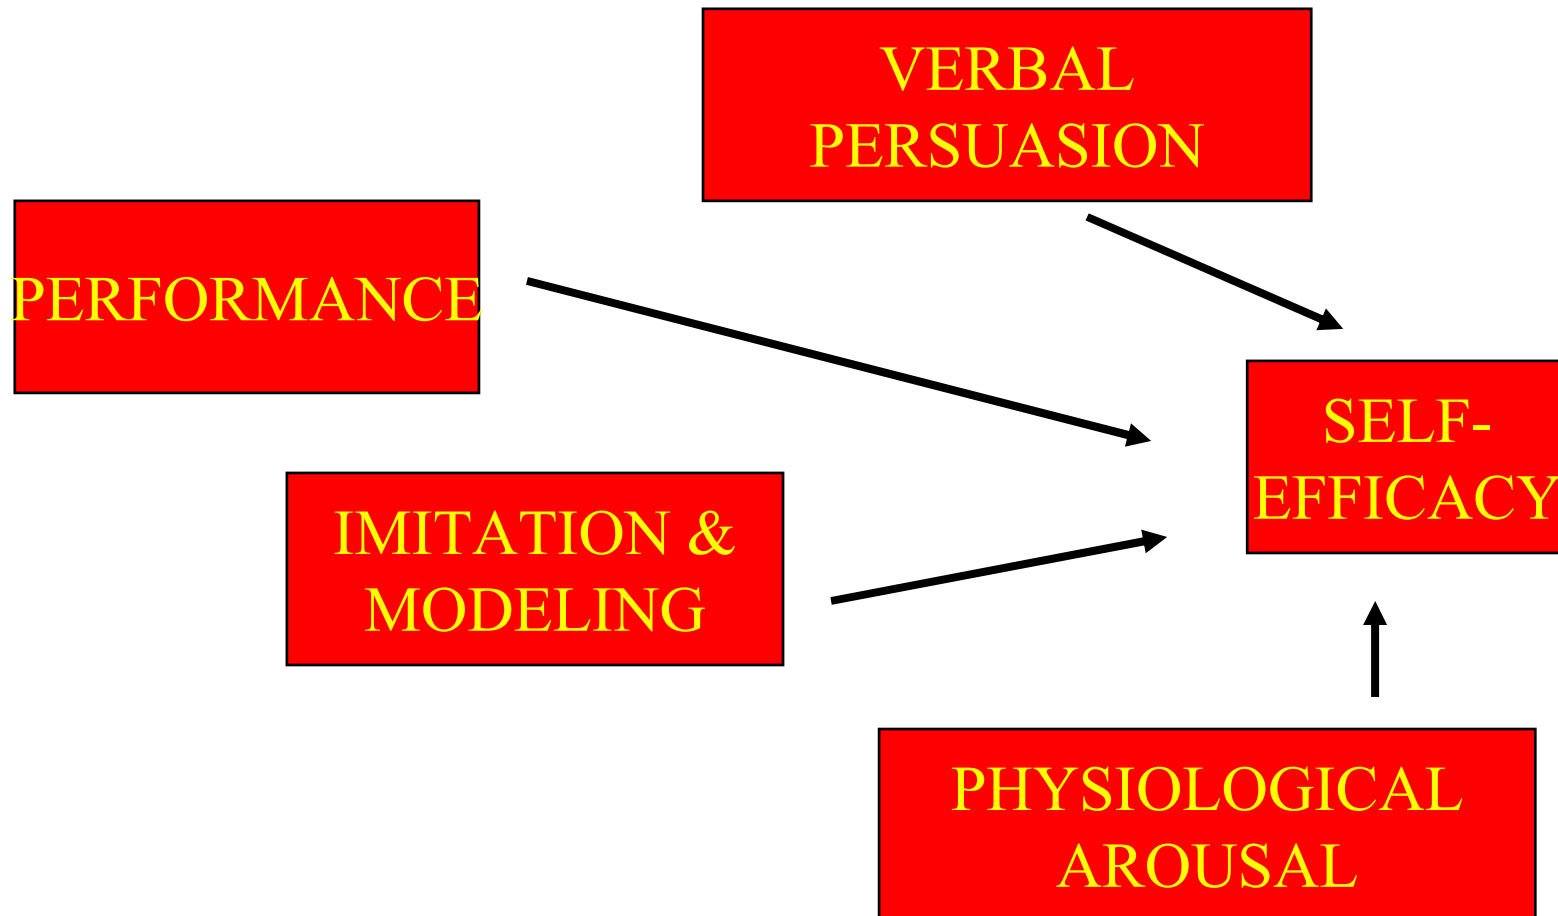 VERBAL
PERSUASION
PERFORMANCE
SELF-
EFFICACY
IMITATION &
MODELING
PHYSIOLOGICAL
AROUSAL